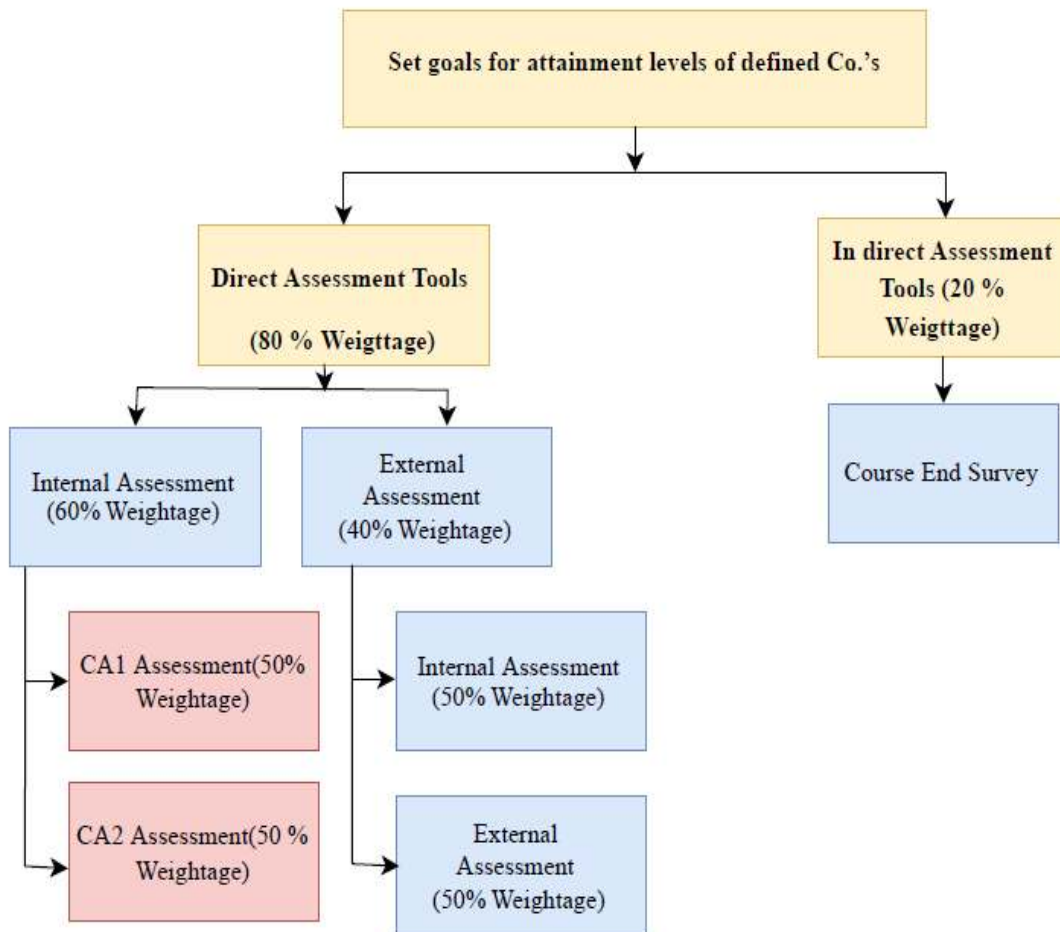 Set goals for attainment levels of defined Co.’s
Direct Assessment Tools
(80 % Weigttage)
In direct Assessment
Tools (20 %
Weigttage)
Internal Assessment
(60% Weightage)
External
Assessment
(40% Weightage)
Course End Survey
CA1 Assessment(50%
Weightage)
Internal Assessment
(50% Weightage)
CA2 Assessment(50 %
Weightage)
External
Assessment
(50% Weightage)